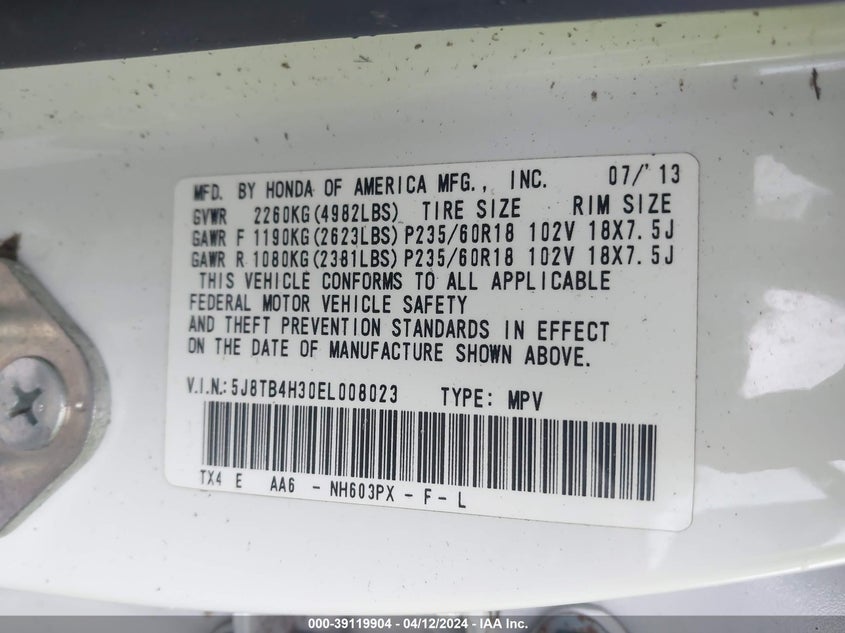 MFD. BY HONDA OF AMERICA MFG., INC. 07/'13
GVWR 2260KG(4982LBS) TIRE SIZE RIM SIZE
GAWR F 1190KG(2623LBS) P235/60R18 102V 18X7.5J
GAWR R 1080KG(2381LBS) P235/60R18 102V 18X7.5J
THIS VEHICLE CONFORMS TO ALL APPLICABLE
FEDERAL MOTOR VEHICLE SAFETY
AND THEFT PREVENTION STANDARDS IN EFFECT
ON THE DATE OF MANUFACTURE SHOWN ABOVE.
V.I.N.: 5J8TB4H30EL008023 TYPE: MPV
TX4 E AA6 - NH603PX - F - L
000-39119904 - 04/12/2024 - IAA Inc.